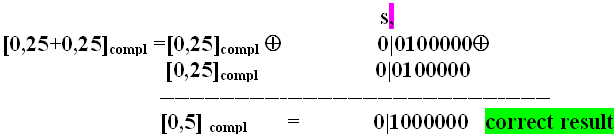 s,
[0,25+0,25]compl =[0,25]compl ⊕ 0|0100000⊕
[0,25]compl 0|0100000
[0,5] compl = 0|1000000 correct result